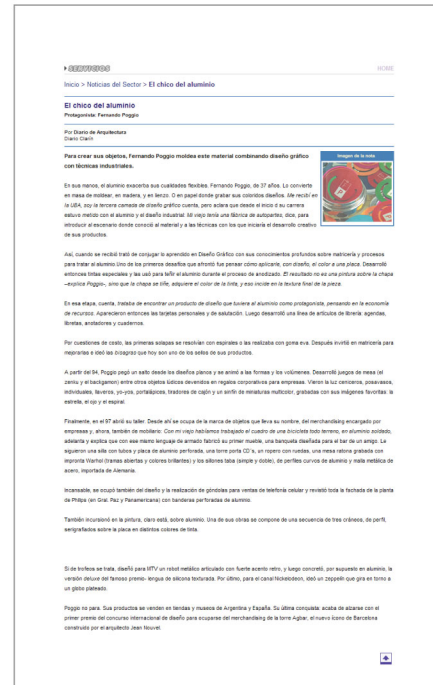 SERVICIOS
HOME
Inicio > Noticias del Sector > El chico del aluminio
El chico del aluminio
Protagonista: Fernando Poggio
Por Diario de Arquitectura
Diario Clarín
Para crear sus objetos, Fernando Poggio moldea este material combinando diseño gráfico
con técnicas industriales.
Imagen de la nota
En sus manos, el aluminio exacerba sus cualidades flexibles. Fernando Poggio, de 37 años. Lo convierte
en masa de moldear, en madera, y en lienzo. O en papel donde grabar sus coloridos diseños. Me recibí en
la UBA, soy la tercera camada de diseño gráfico cuenta, pero aclara que desde el inicio d su carrera
estuvo metido con el aluminio y el diseño industrial. Mi viejo tenía una fábrica de autopartes, dice, para
introducir al escenario donde conoció al material y a las técnicas con los que iniciaría el desarrollo creativo
de sus productos.
Así, cuando se recibió trató de conjugar lo aprendido en Diseño Gráfico con sus conocimientos profundos sobre matricería y procesos
para tratar al aluminio Uno de los primeros desafíos que afrontó fue pensar cómo aplicarle, con diseño, el color a una placa. Desarrolló
entonces tintas especiales y las usó para teñir el aluminio durante el proceso de anodizado. El resultado no es una pintura sobre la chapa
–explica Poggio-, sino que la chapa se tiñe, adquiere el color de la tinta, y eso incide en la textura final de la pieza.
En esa etapa, cuenta, trataba de encontrar un producto de diseño que tuviera al aluminio como protagonista, pensando en la economía
de recursos. Aparecieron entonces las tarjetas personales y de salutación. Luego desarrolló una línea de artículos de librería: agendas,
libretas, anotadores y cuadernos.
Por cuestiones de costo, las primeras solapas se resolvían con espirales o las realizaba con goma eva. Después invirtió en matricería para
mejorarlas e ideó las bisagras que hoy son uno de los sellos de sus productos.
A partir del 94, Poggio pegó un salto desde los diseños planos y se animó a las formas y los volúmenes. Desarrolló juegos de mesa (el
zenku y el backgamon) entre otros objetos lúdicos devenidos en regalos corporativos para empresas. Vieron la luz ceniceros, posavasos,
individuales, llaveros, yo-yos, portalápices, tiradores de cajón y un sinfín de miniaturas multicolor, grabadas con sus imágenes favoritas: la
estrella, el ojo y el espiral.
Finalmente, en el 97 abrió su taller. Desde ahí se ocupa de la marca de objetos que lleva su nombre, del merchandising encargado por
empresas y, ahora, también de mobiliario. Con mi viejo habíamos trabajado el cuadro de una bicicleta todo terreno, en aluminio soldado,
adelanta y explica que con ese mismo lenguaje de armado fabricó su primer mueble, una banqueta diseñada para el bar de un amigo. Le
siguieron una silla con tubos y placa de aluminio perforada, una torre porta CD´s, un ropero con ruedas, una mesa ratona grabada con
impronta Warhol (tramas abiertas y colores brillantes) y los sillones taba (simple y doble), de perfiles curvos de aluminio y malla metálica de
acero, importada de Alemania.
Incansable, se ocupó también del diseño y la realización de góndolas para ventas de telefonía celular y revistió toda la fachada de la planta
de Philips (en Gral. Paz y Panamericana) con banderas perforadas de aluminio.
También incursionó en la pintura, claro está, sobre aluminio. Una de sus obras se compone de una secuencia de tres cráneos, de perfil,
serigrafiados sobre la placa en distintos colores de tinta.
Si de trofeos se trata, diseñó para MTV un robot metálico articulado con fuerte acento retro, y luego concretó, por supuesto en aluminio, la
versión deluxe del famoso premio- lengua de silicona texturada. Por último, para el canal Nickelodeon, ideó un zeppelin que gira en torno a
un globo plateado.
Poggio no para. Sus productos se venden en tiendas y museos de Argentina y España. Su última conquista: acaba de alzarse con el
primer premio del concurso internacional de diseño para ocuparse del merchandising de la torre Agbar, el nuevo ícono de Barcelona
construido por el arquitecto Jean Nouvel.